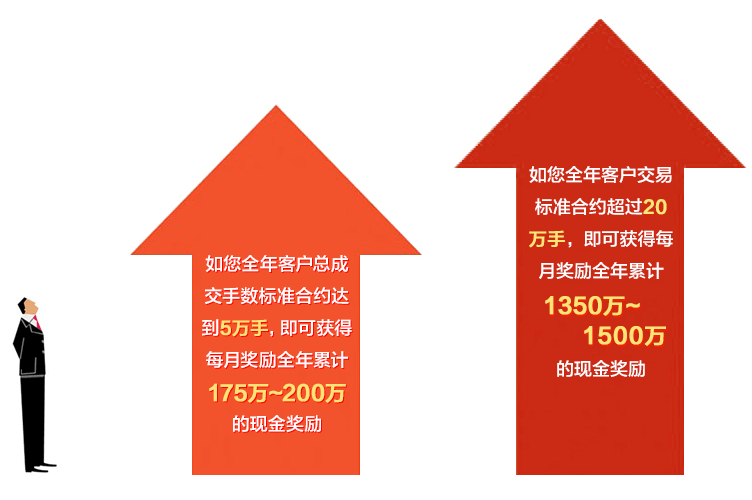 如您全年客户总成
交手数标准合约达
到5万手,即可获得
每月奖励全年累计
175万~200万
的现金奖励
如您全年客户交易
标准合约超过20
万手，即可获得每
月奖励全年累计
1350万~
1500万
的现金奖励